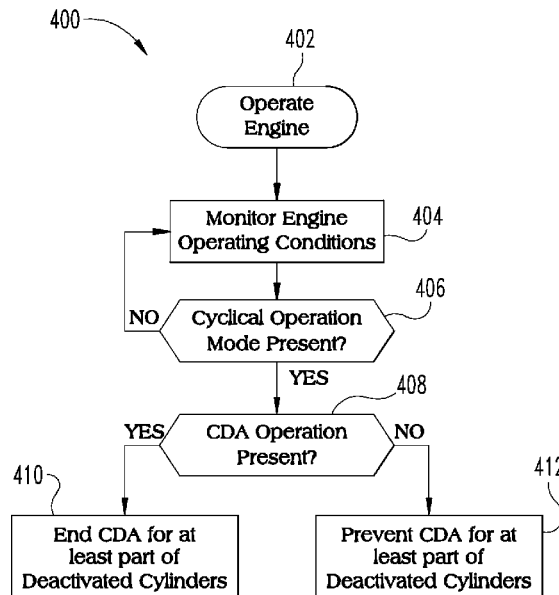 400
402
Operate
Engine
Monitor Engine
Operating Conditions
404
406
NO
Cyclical Operation
Mode Present?
YES
408
YES
CDA Operation
Present?
NO
410
412
End CDA for at
least part of
Deactivated Cylinders
Prevent CDA for at
least part of
Deactivated Cylinders